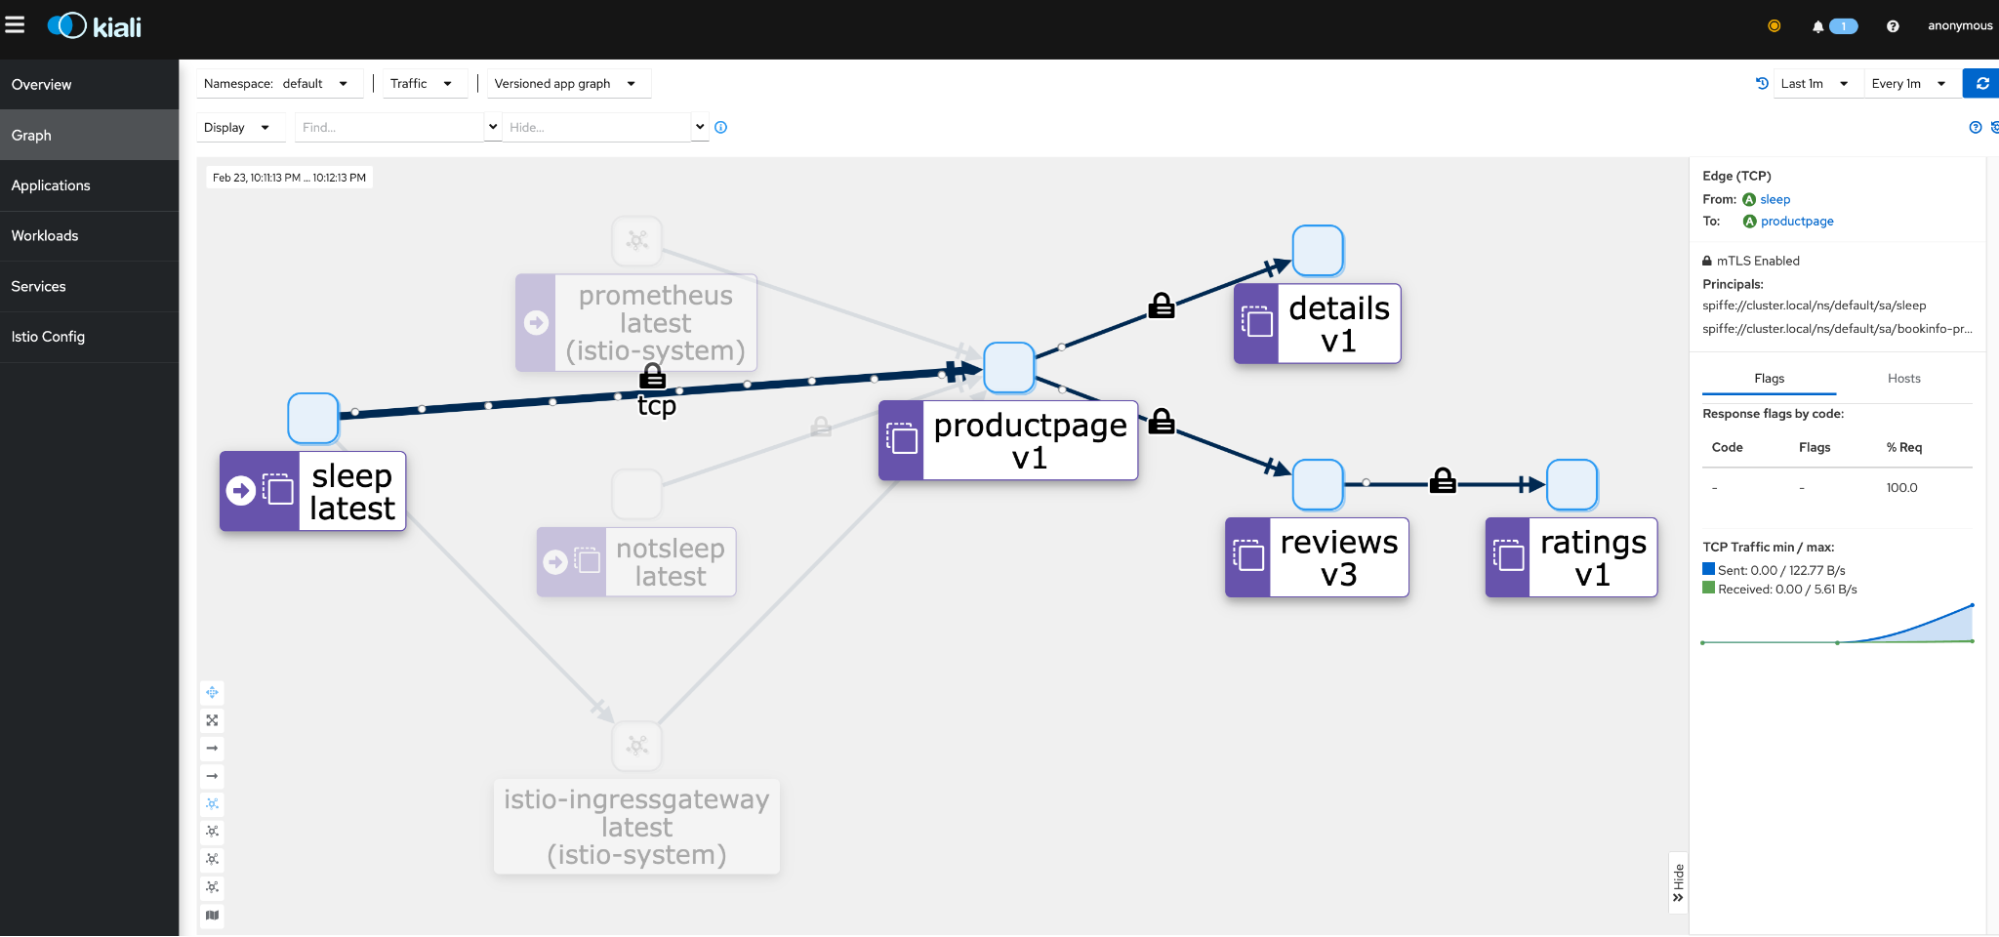 kiali
1
anonymous
Overview
Graph
Applications
Workloads
Services
Istio Config
Namespace: default
Traffic
Versioned app graph
Last 1m
Every 1m
Display
Find...
Hide...
Feb 23, 10:11:13 PM ... 10:12:13 PM
prometheus
latest
(istio-system)
tcp
sleep
latest
notsleep
latest
istio-ingressgateway
latest
(istio-system)
productpage
v1
details
v1
reviews
v3
ratings
v1
Hide
Edge (TCP)
From: A sleep
To: A productpage
mTLS Enabled
Principals:
spiffe://cluster.local/ns/default/sa/sleep
spiffe://cluster.local/ns/default/sa/bookinfo-pr...
Flags Hosts
Response flags by code:
Code Flags % Req
- - 100.0
TCP Traffic min / max:
Sent: 0.00 / 122.77 B/s
Received: 0.00 / 5.61 B/s